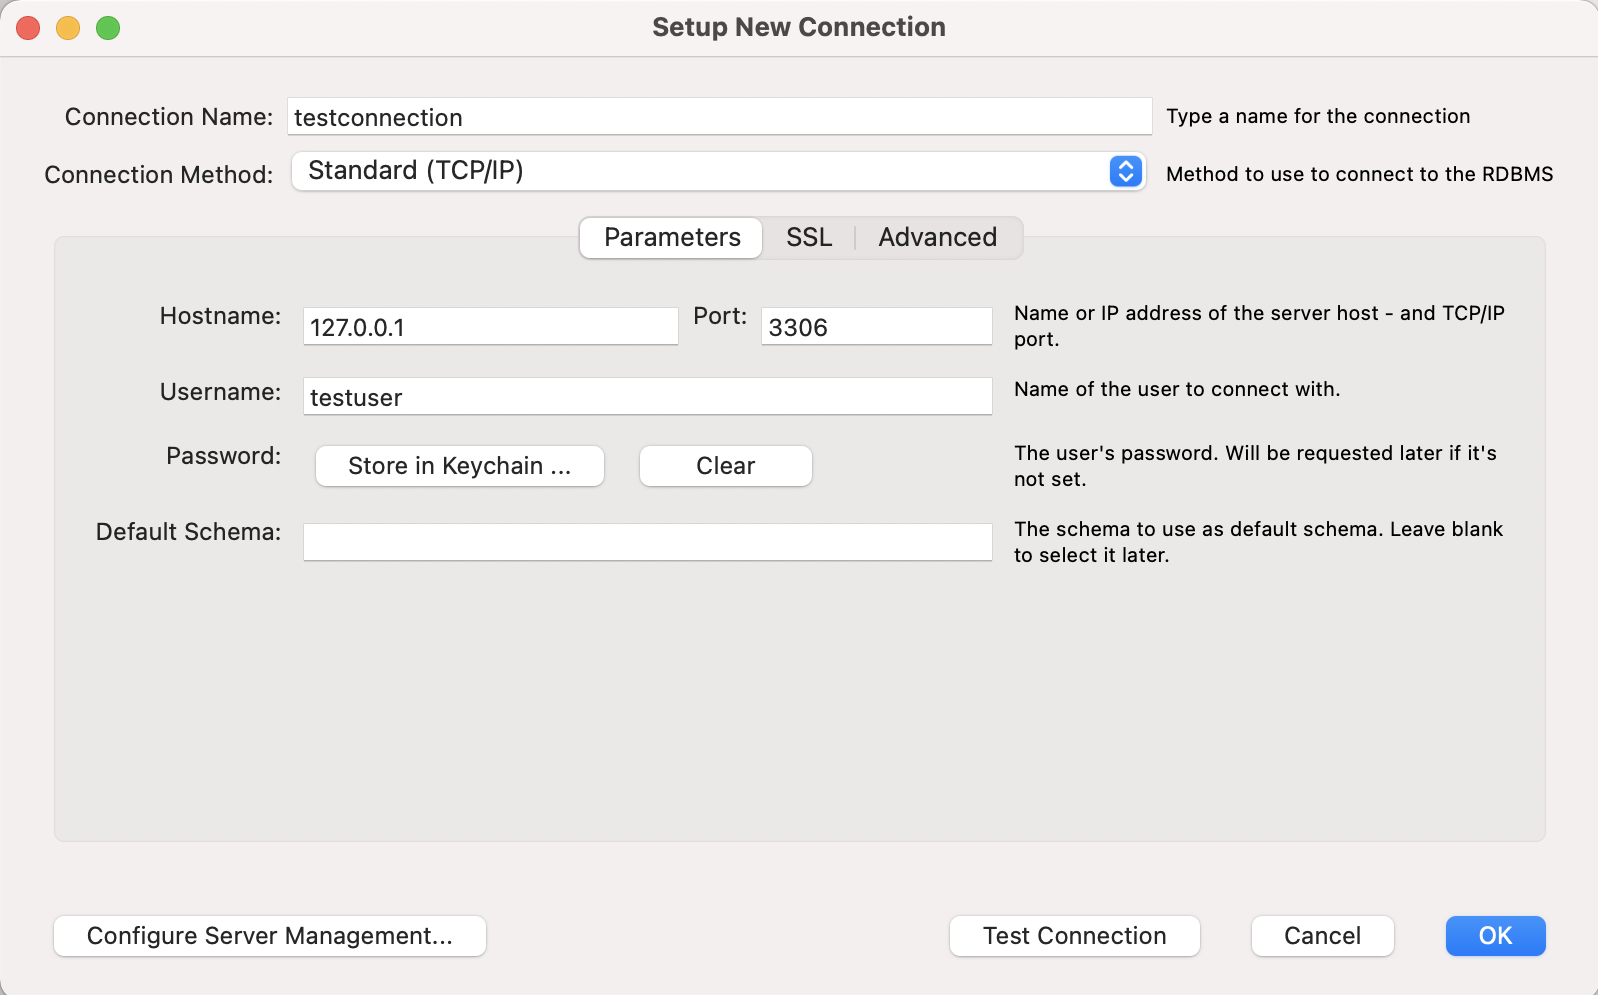 Setup New Connection
Connection Name: testconnection Type a name for the connection
Connection Method: Standard (TCP/IP) Method to use to connect to the RDBMS
Parameters SSL Advanced
Hostname: 127.0.0.1 Port: 3306 Name or IP address of the server host - and TCP/IP
port.
Username: testuser Name of the user to connect with.
Password: Store in Keychain ... Clear The user's password. Will be requested later if it's
not set.
Default Schema: The schema to use as default schema. Leave blank
to select it later.
Configure Server Management... Test Connection Cancel OK